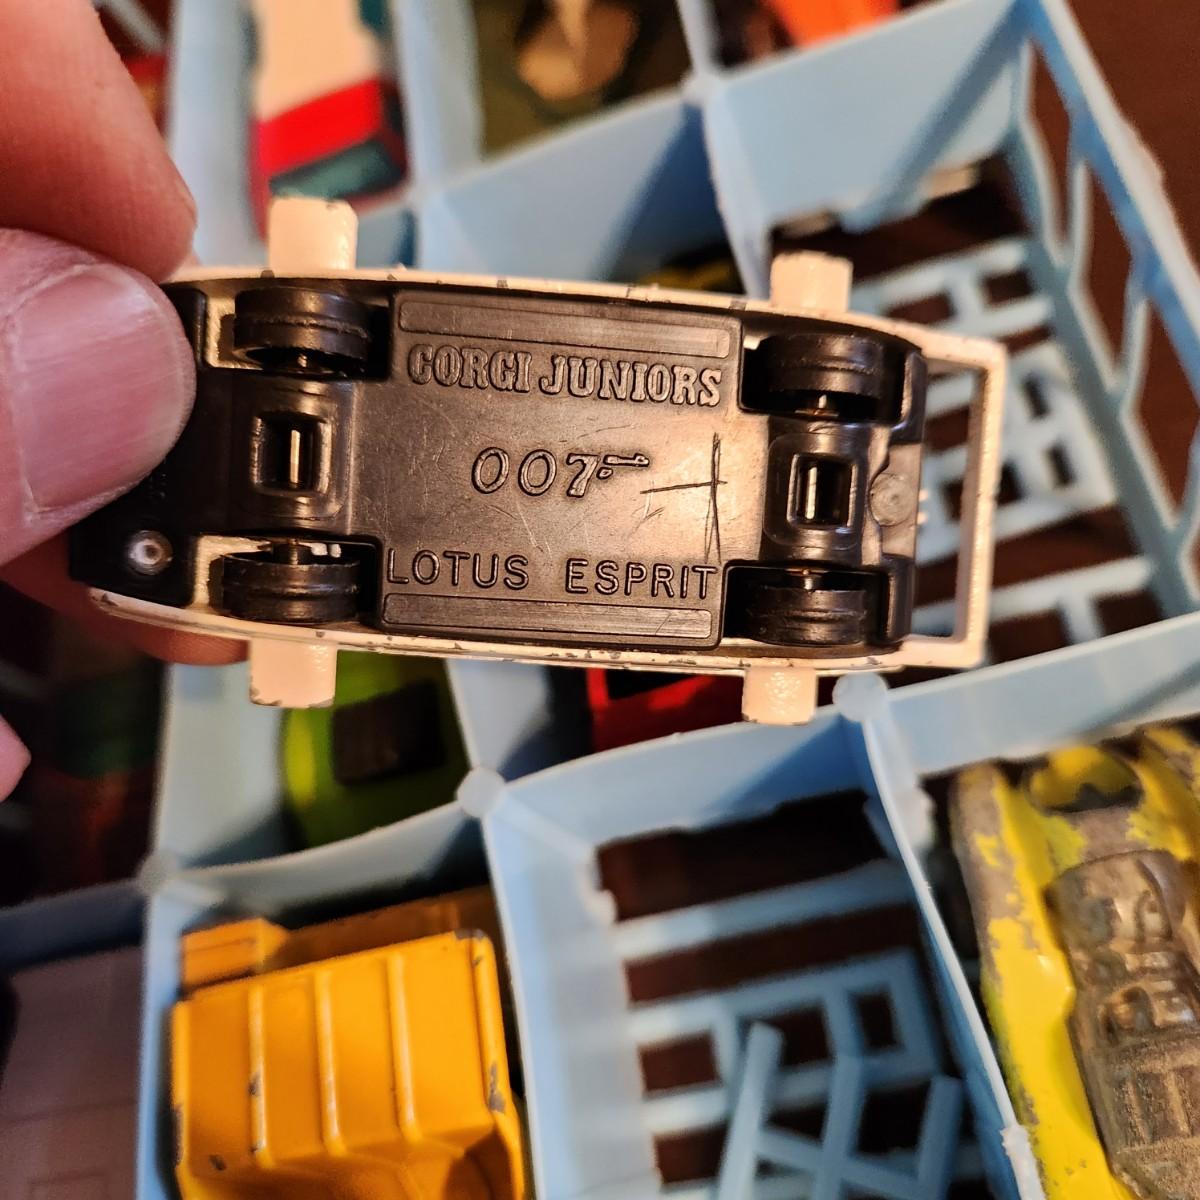 CORGI JUNIORS
007
LOTUS ESPRIT